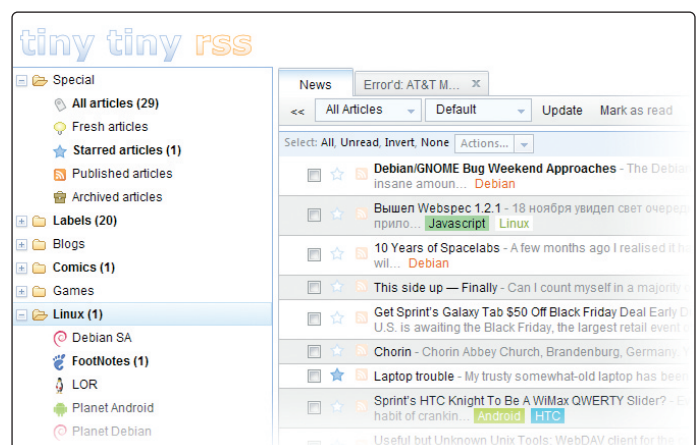 tiny tiny rss
Special
All articles (29)
Fresh articles
Starred articles (1)
Published articles
Archived articles
Labels (20)
Blogs
Comics (1)
Games
Linux (1)
Debian SA
FootNotes (1)
LOR
Planet Android
Planet Debian
News
Error'd: AT&T M... X
<< All Articles Default Update Mark as read
Select: All, Unread, Invert, None Actions...
Debian/GNOME Bug Weekend Approaches - The Debian
insane amoun... Debian
Вышел Webspec 1.2.1 - 18 ноября увидел свет
прило... Javascript Linux
10 Years of Spacelabs - A few months ago I realised it
wil... Debian
This side up — Finally - Can I count myself in a majority
Get Sprint's Galaxy Tab $50 Off Black Friday Deal Early
U.S. is awaiting the Black Friday, the largest retail event
Chorin - Chorin Abbey Church, Brandenburg, Germany,
Laptop trouble - My trusty somewhat-old laptop has been
Sprint's HTC Knight To Be A WiMax QWERTY Slider? -
habit of crankin... Android HTC
Useful but Unknown Unix Tools: WebDAV client for the